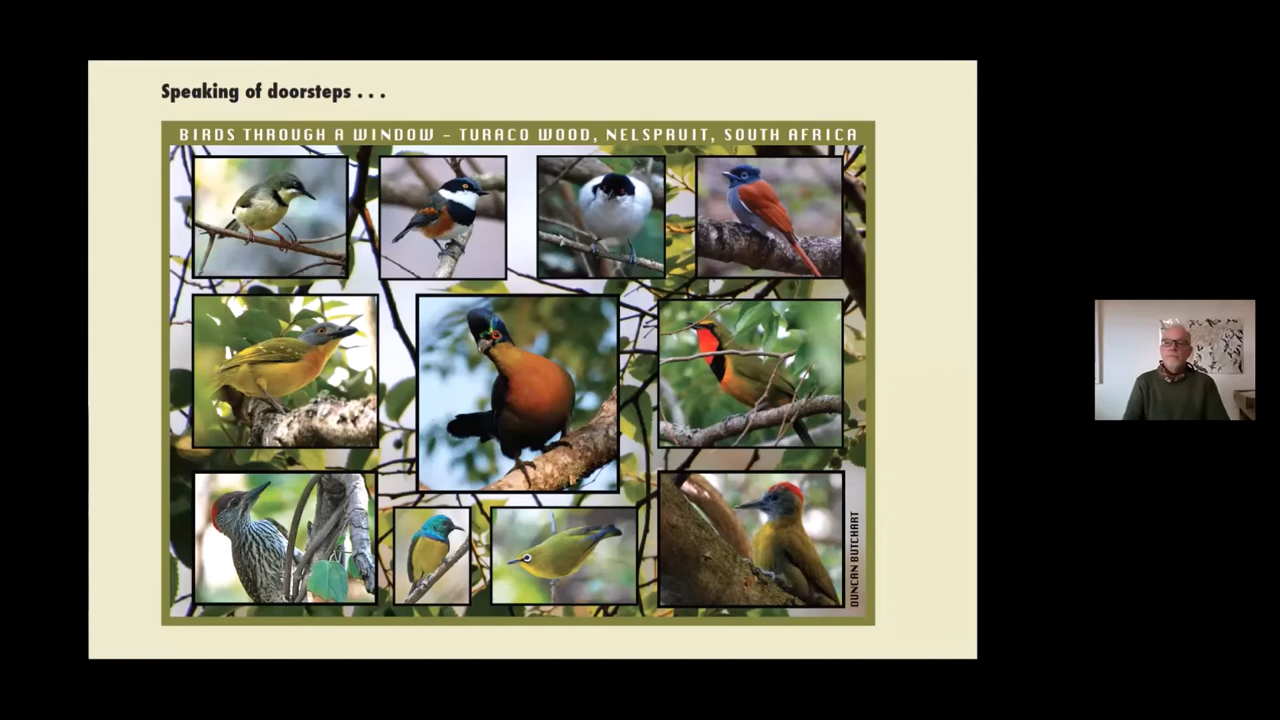 Speaking of doorsteps . . .
BIRDS THROUGH A WINDOW – TURACO WOOD, NELSPRUIT, SOUTH AFRICA
DUNCAN BUTCHART